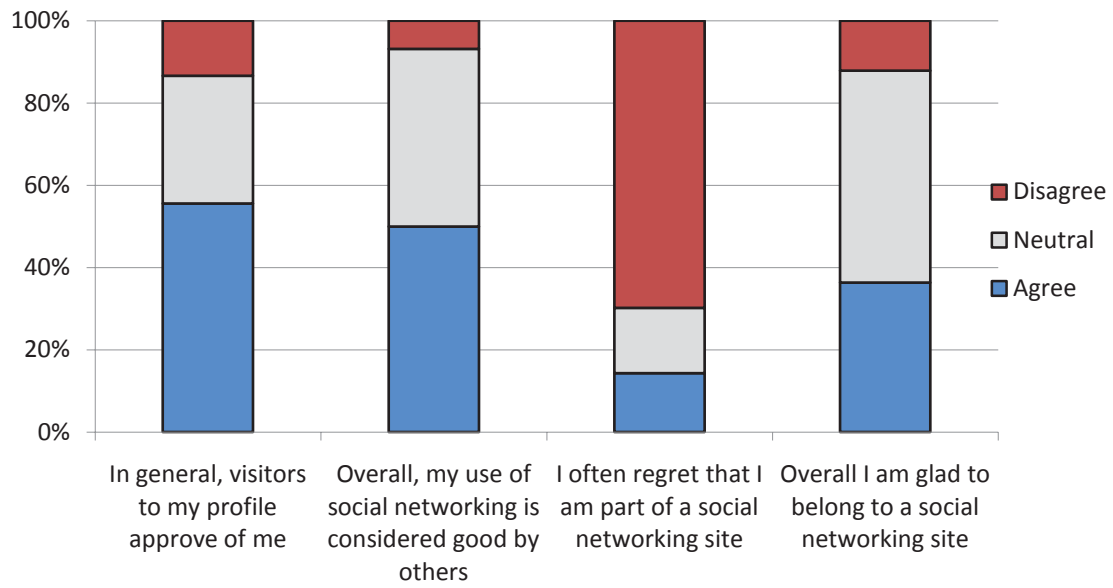 100%
80%
60%
40%
20%
0%
Disagree
Neutral
Agree
In general, visitors
to my profile
approve of me
Overall, my use of
social networking is
considered good by
others
I often regret that I
am part of a social
networking site
Overall I am glad to
belong to a social
networking site